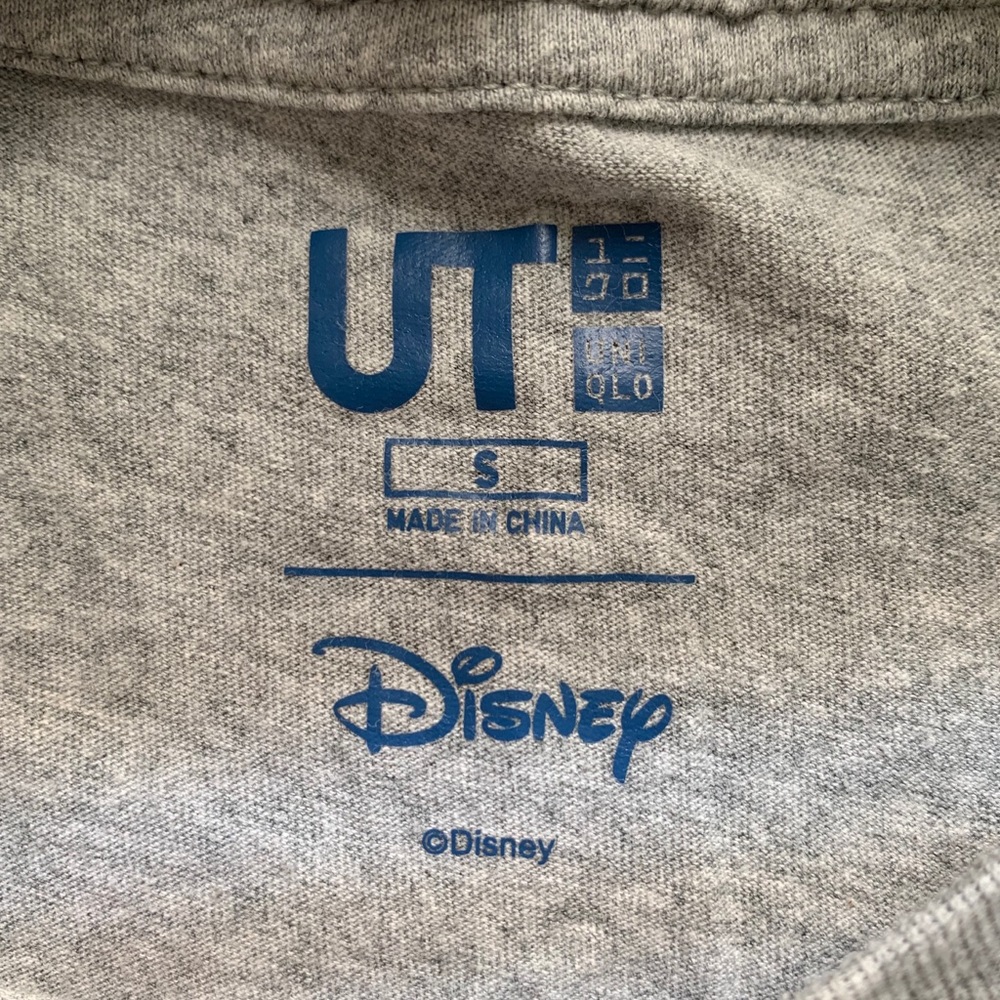 UT
ユニ
クロ
UNI
QLO
S
MADE IN CHINA
Disney
©Disney